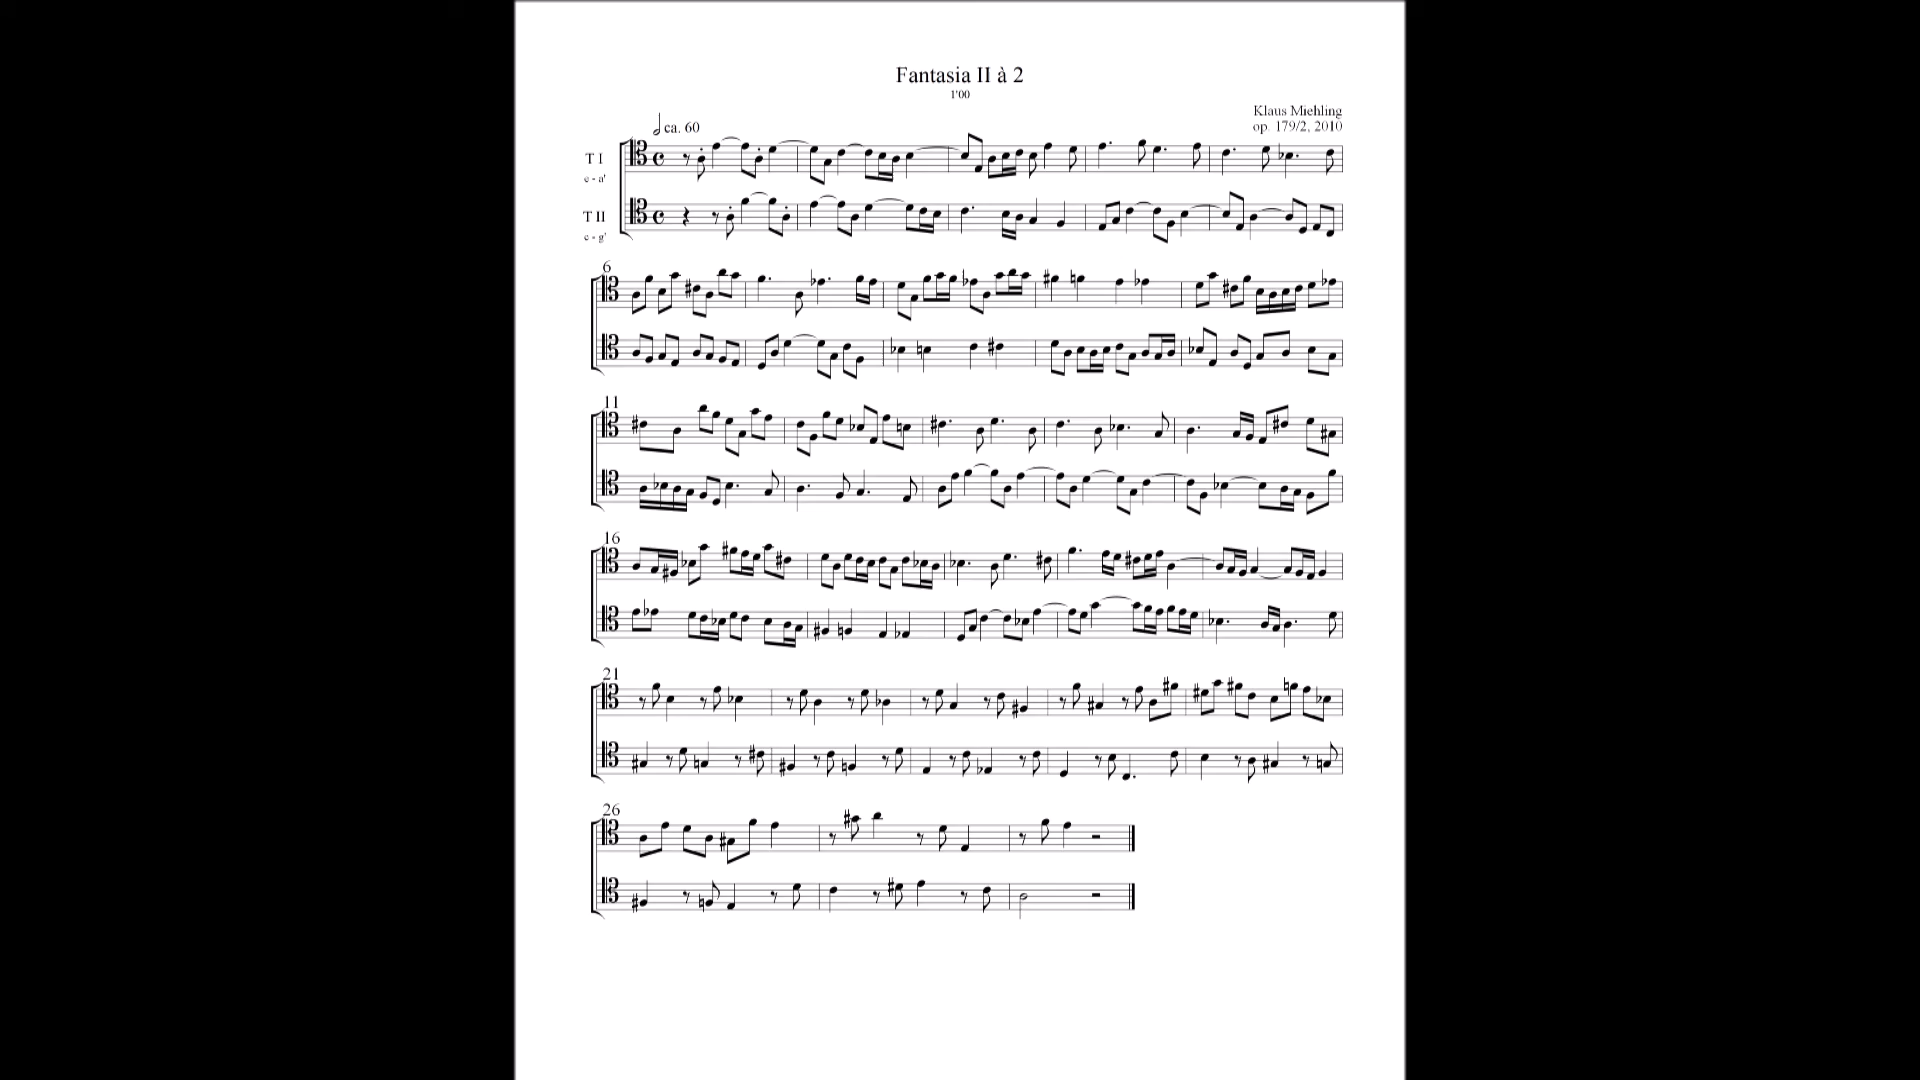 Fantasia II à 2
1'00
Klaus Miehling
op. 179/2, 2010
ca. 60
T I
c - a'
T II
c - g'
6
11
16
21
26